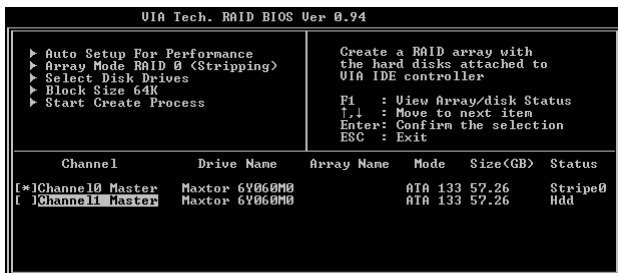 VIA Tech. RAID BIOS Ver 0.94
▶ Auto Setup For Performance
▶ Array Mode RAID 0 (Stripping)
▶ Select Disk Drives
▶ Block Size 64K
▶ Start Create Process
Create a RAID array with
the hard disks attached to
VIA IDE controller
F1 : View Array/disk Status
↑,↓ : Move to next item
Enter: Confirm the selection
ESC : Exit
Channel Drive Name Array Name Mode Size(GB) Status
[*]Channel0 Master Maxtor 6Y060M0 ATA 133 57.26 Stripe0
[ ]Channel1 Master Maxtor 6Y060M0 ATA 133 57.26 Hdd